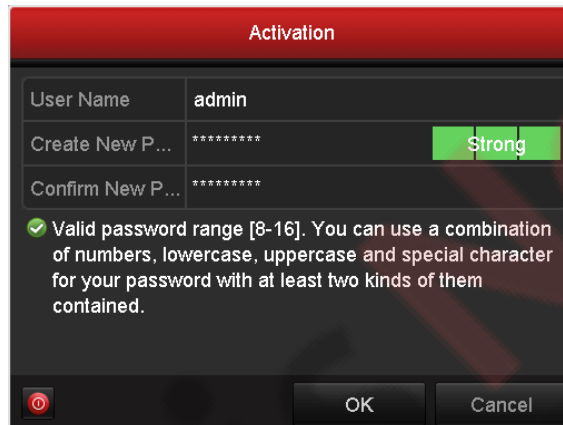 Activation
User Name admin
Create New P... ********* Strong
Confirm New P... *********
Valid password range [8-16]. You can use a combination
of numbers, lowercase, uppercase and special character
for your password with at least two kinds of them
contained.
OK Cancel